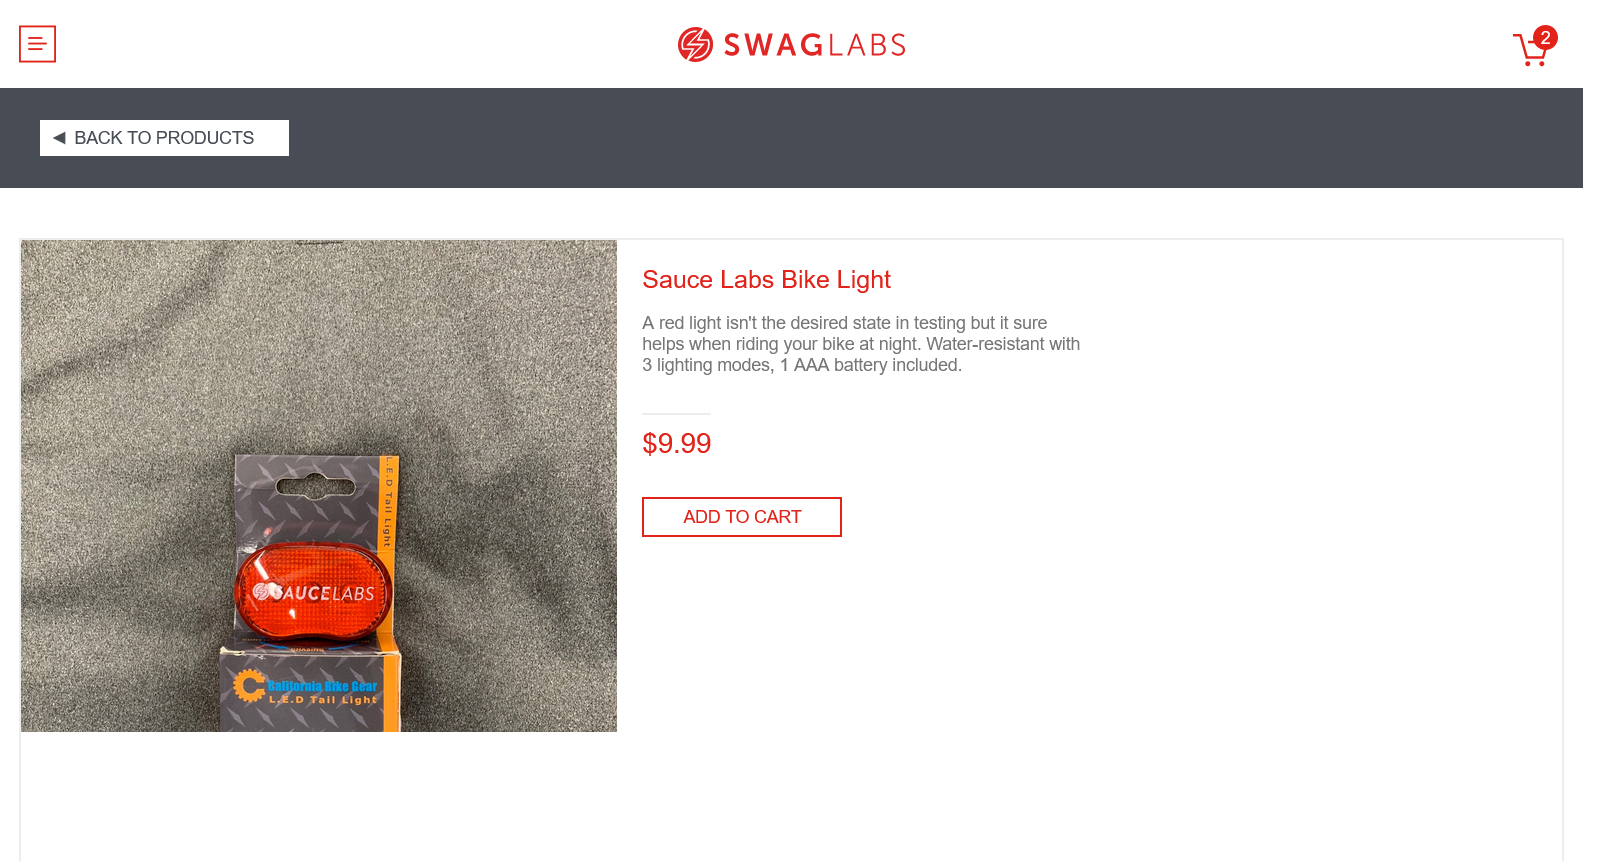 SWAGLABS
2
BACK TO PRODUCTS
Sauce Labs Bike Light
A red light isn't the desired state in testing but it sure
helps when riding your bike at night. Water-resistant with
3 lighting modes, 1 AAA battery included.
$9.99
ADD TO CART
L.E.D Tail Light
SAUCELABS
California Bike Gear
L.E.D Tail Light